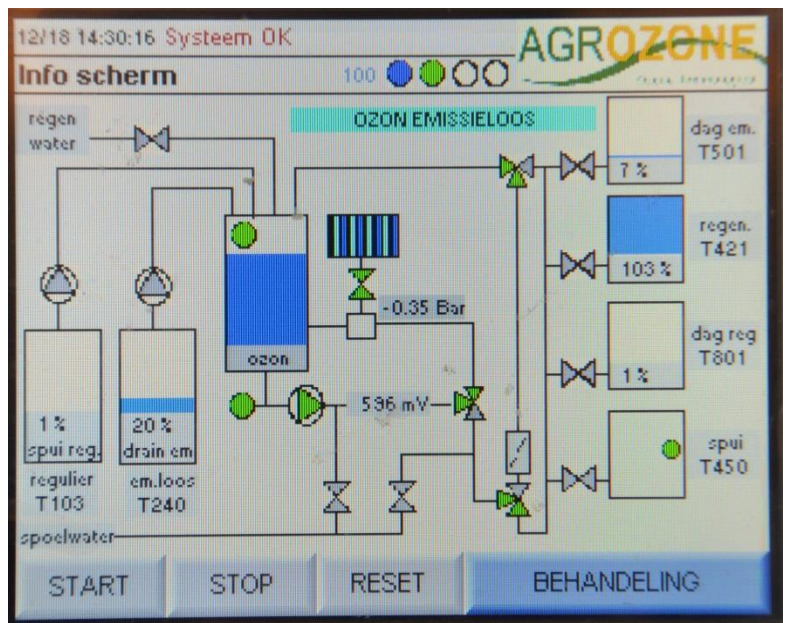 12/18 14:30:16 Systeem OK
AGROZONE
Info scherm
100
regen
water
OZON EMISSIELOOS
dag em.
T501
7 %
regen.
T421
103 %
-0.35 Bar
dag reg
T801
1 %
ozon
596 mV
1 %
spui reg.
20 %
drain em
spui
T450
regulier
T103
em.loos
T240
spoelwater
START
STOP
RESET
BEHANDELING